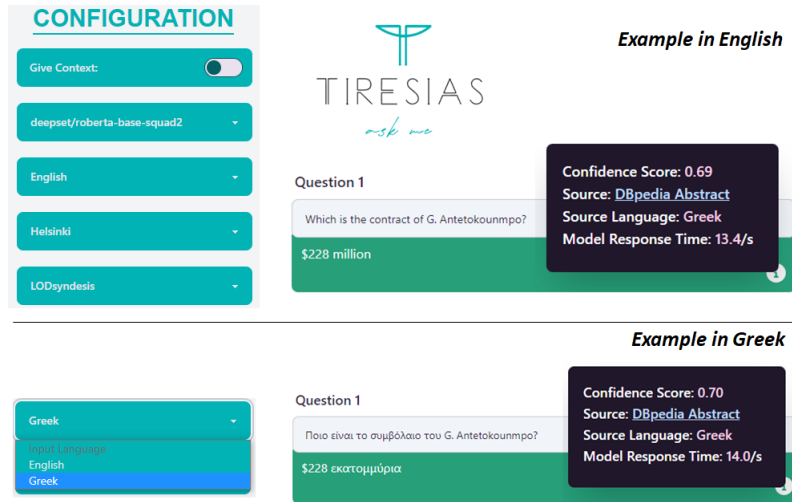 CONFIGURATION
Give Context:
deepset/roberta-base-squad2
English
Helsinki
LODsyndesis
TIRESIAS
ask me
Example in English
Question 1
Which is the contract of G. Antetokounmpo?
$228 million
Confidence Score: 0.69
Source: DBpedia Abstract
Source Language: Greek
Model Response Time: 13.4/s
Example in Greek
Greek
Input Language
English
Greek
Question 1
Ποιο είναι το συμβόλαιο του G. Antetokounmpo?
$228 εκατομμύρια
Confidence Score: 0.70
Source: DBpedia Abstract
Source Language: Greek
Model Response Time: 14.0/s